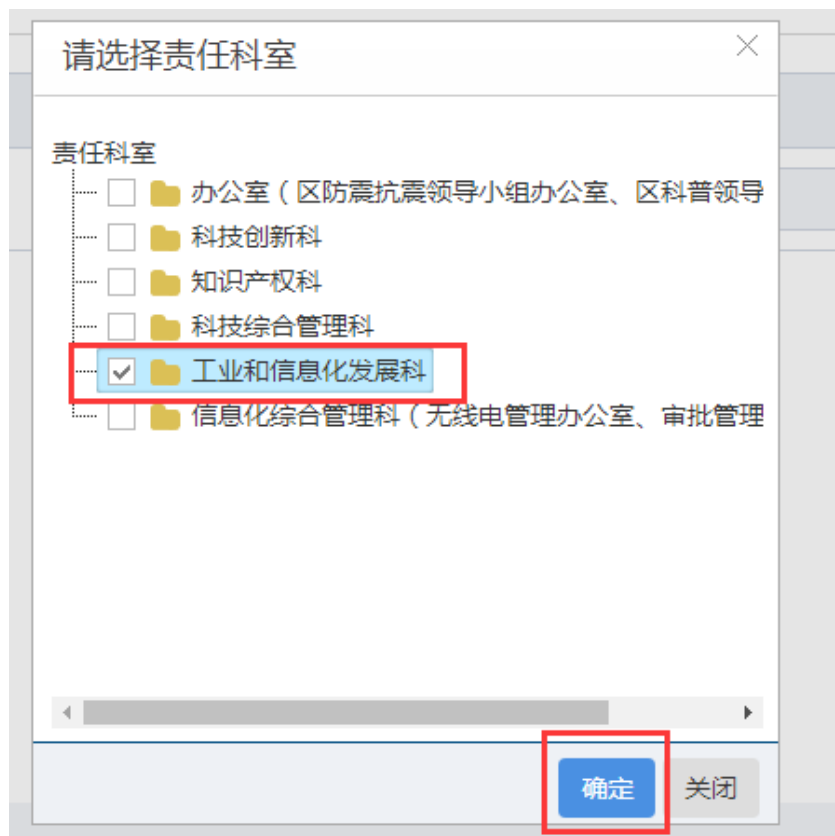 请选择责任科室
责任科室
办公室（区防震抗震领导小组办公室、区科普领导
科技创新科
知识产权科
科技综合管理科
工业和信息化发展科
信息化综合管理科（无线电管理办公室、审批管理
确定 关闭